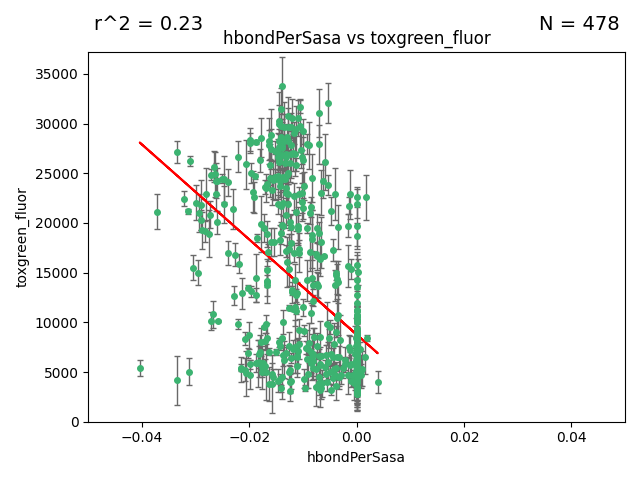 r^2 = 0.23
N = 478
hbondPerSasa vs toxgreen_fluor
35000
30000
25000
20000
15000
10000
5000
0
toxgreen_fluor
−0.04
−0.02
0.00
0.02
0.04
hbondPerSasa